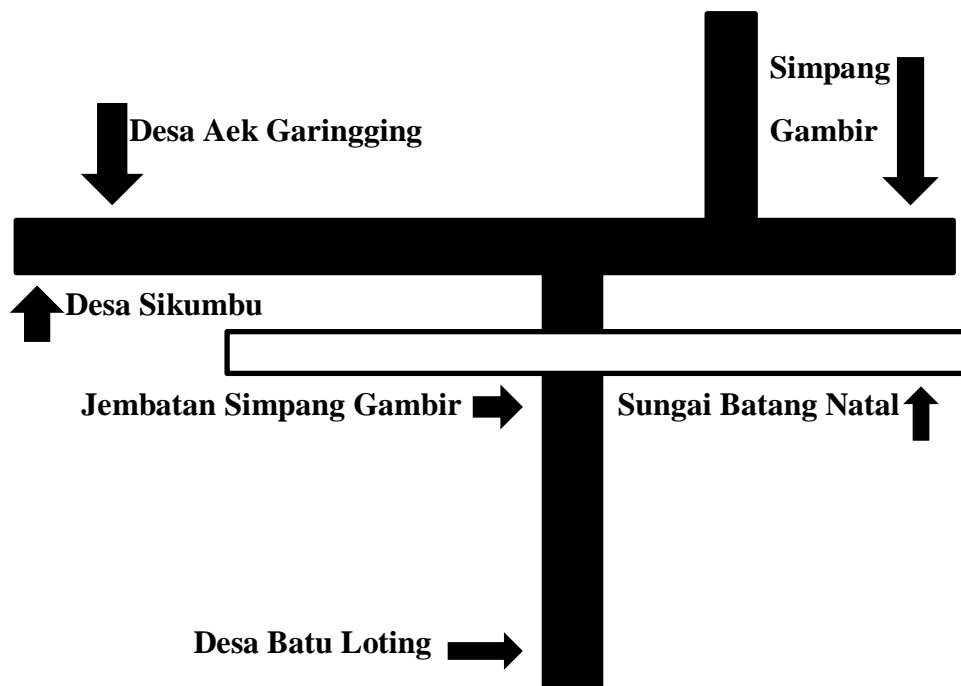 Simpang
Gambir
Desa Aek Garingging
Desa Sikumbu
Jembatan Simpang Gambir
Sungai Batang Natal
Desa Batu Loting